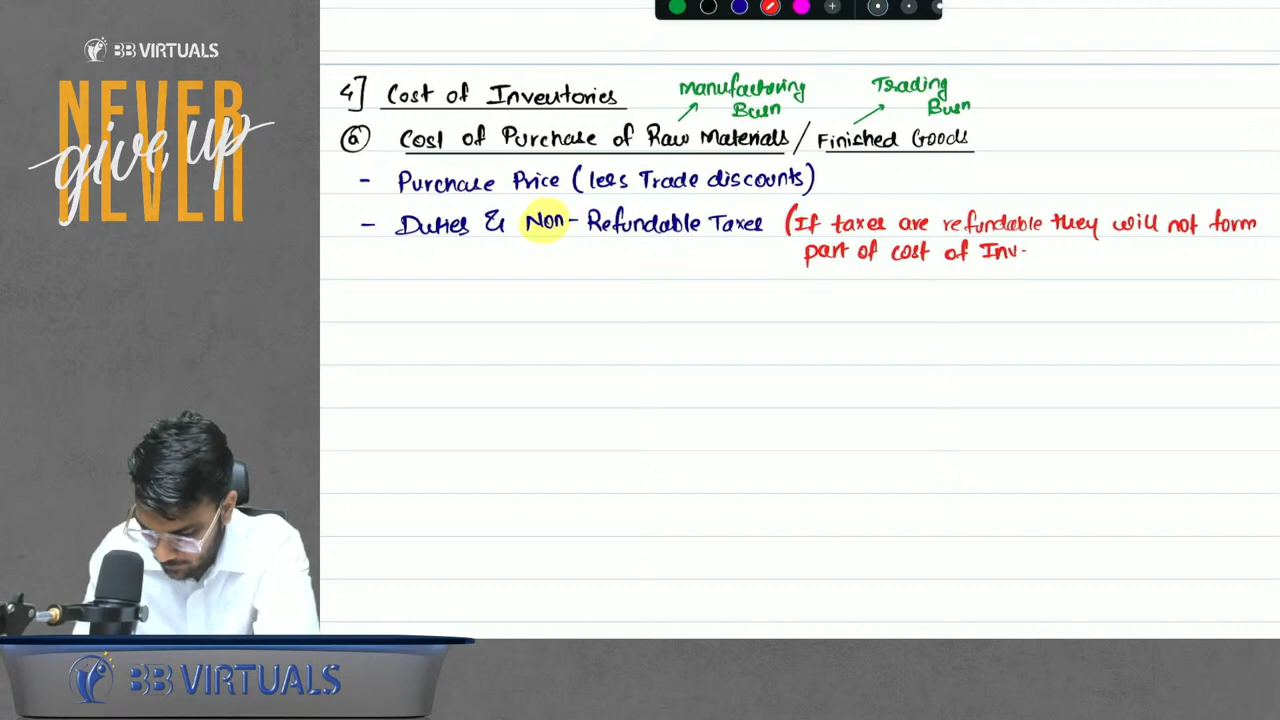 BB VIRTUALS
NEVER
give up
NEVER
4] Cost of Inventories
Manufacturing
Busn
Trading
Busn
(a) Cost of Purchase of Raw Materials / Finished Goods
- Purchase Price (less Trade discounts)
- Duties & Non-Refundable Taxes (If taxes are refundable they will not form
part of cost of Inv.
BB VIRTUALS